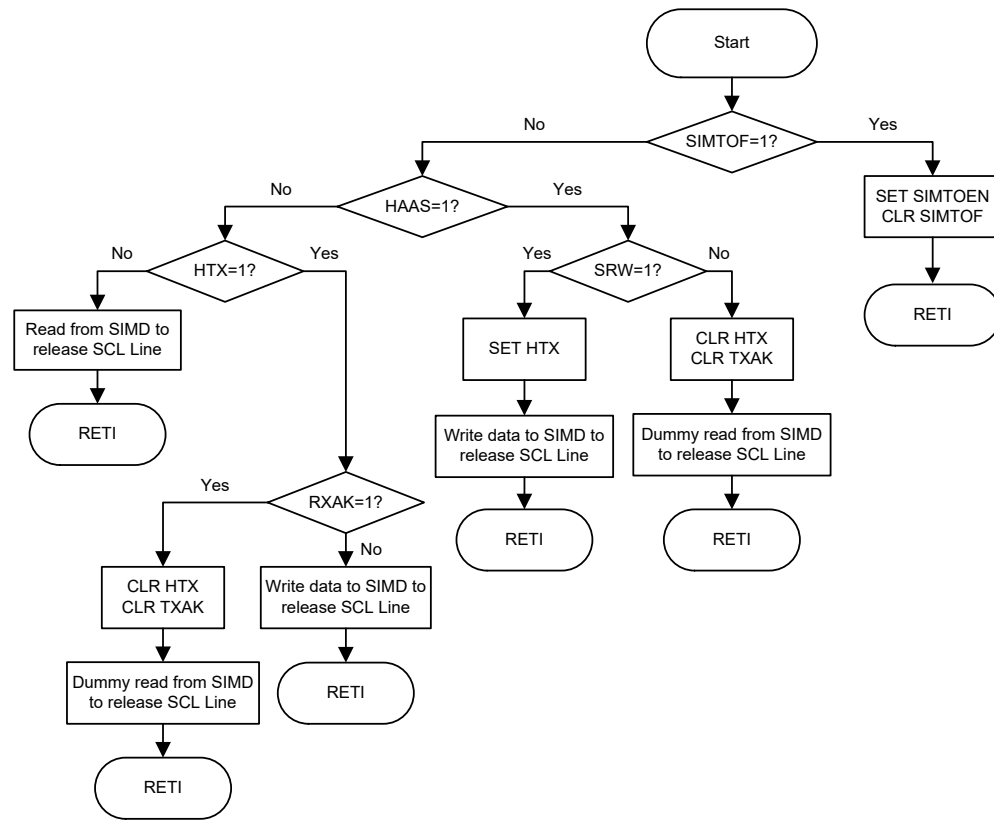 Start
No
SIMTOF=1?
Yes
No
HAAS=1?
Yes
SET SIMTOEN
CLR SIMTOF
No
HTX=1?
Yes
Yes
SRW=1?
No
RETI
Read from SIMD to
release SCL Line
SET HTX
CLR HTX
CLR TXAK
RETI
Write data to SIMD to
release SCL Line
Dummy read from SIMD
to release SCL Line
Yes
RXAK=1?
RETI
RETI
No
CLR HTX
CLR TXAK
Write data to SIMD to
release SCL Line
Dummy read from SIMD
to release SCL Line
RETI
RETI